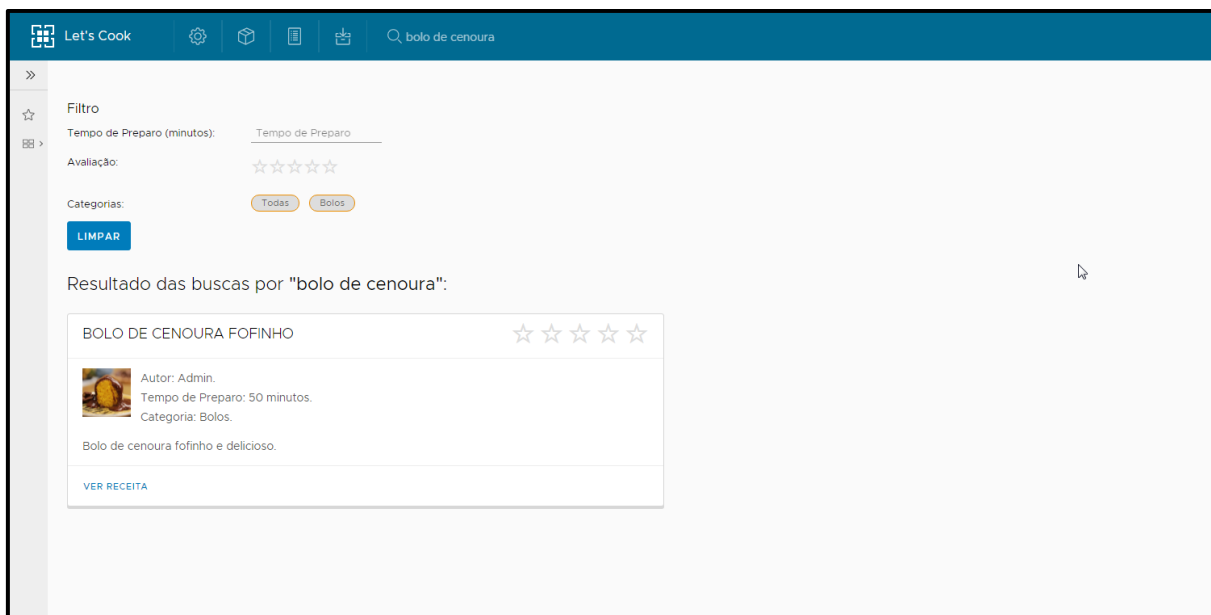 Let's Cook
bolo de cenoura
Filtro
Tempo de Preparo (minutos): Tempo de Preparo
Avaliação:
Categorias: Todas Bolos
LIMPAR
Resultado das buscas por "bolo de cenoura":
BOLO DE CENOURA FOFINHO
Autor: Admin.
Tempo de Preparo: 50 minutos.
Categoria: Bolos.
Bolo de cenoura fofinho e delicioso.
VER RECEITA